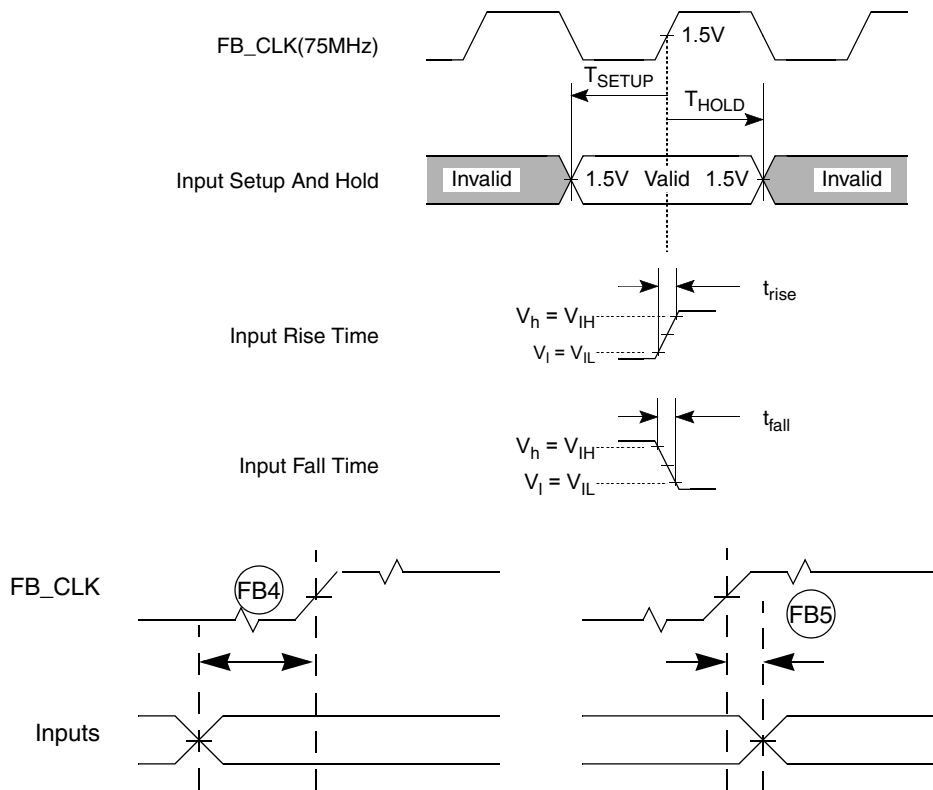 FB_CLK(75MHz)
1.5V
TSETUP
THOLD
Input Setup And Hold
Invalid
1.5V Valid 1.5V
Invalid
trise
Input Rise Time
Vh = VIH
Vl = VIL
tfall
Input Fall Time
Vh = VIH
Vl = VIL
FB_CLK
FB4
FB5
Inputs